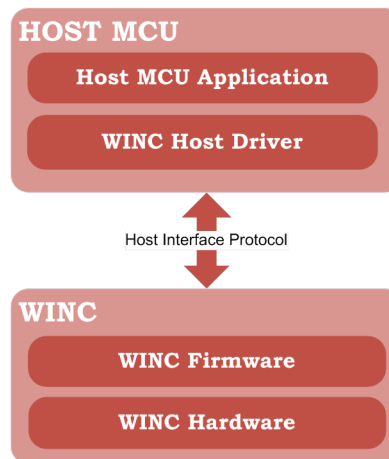 HOST MCU
Host MCU Application
WINC Host Driver
Host Interface Protocol
WINC
WINC Firmware
WINC Hardware